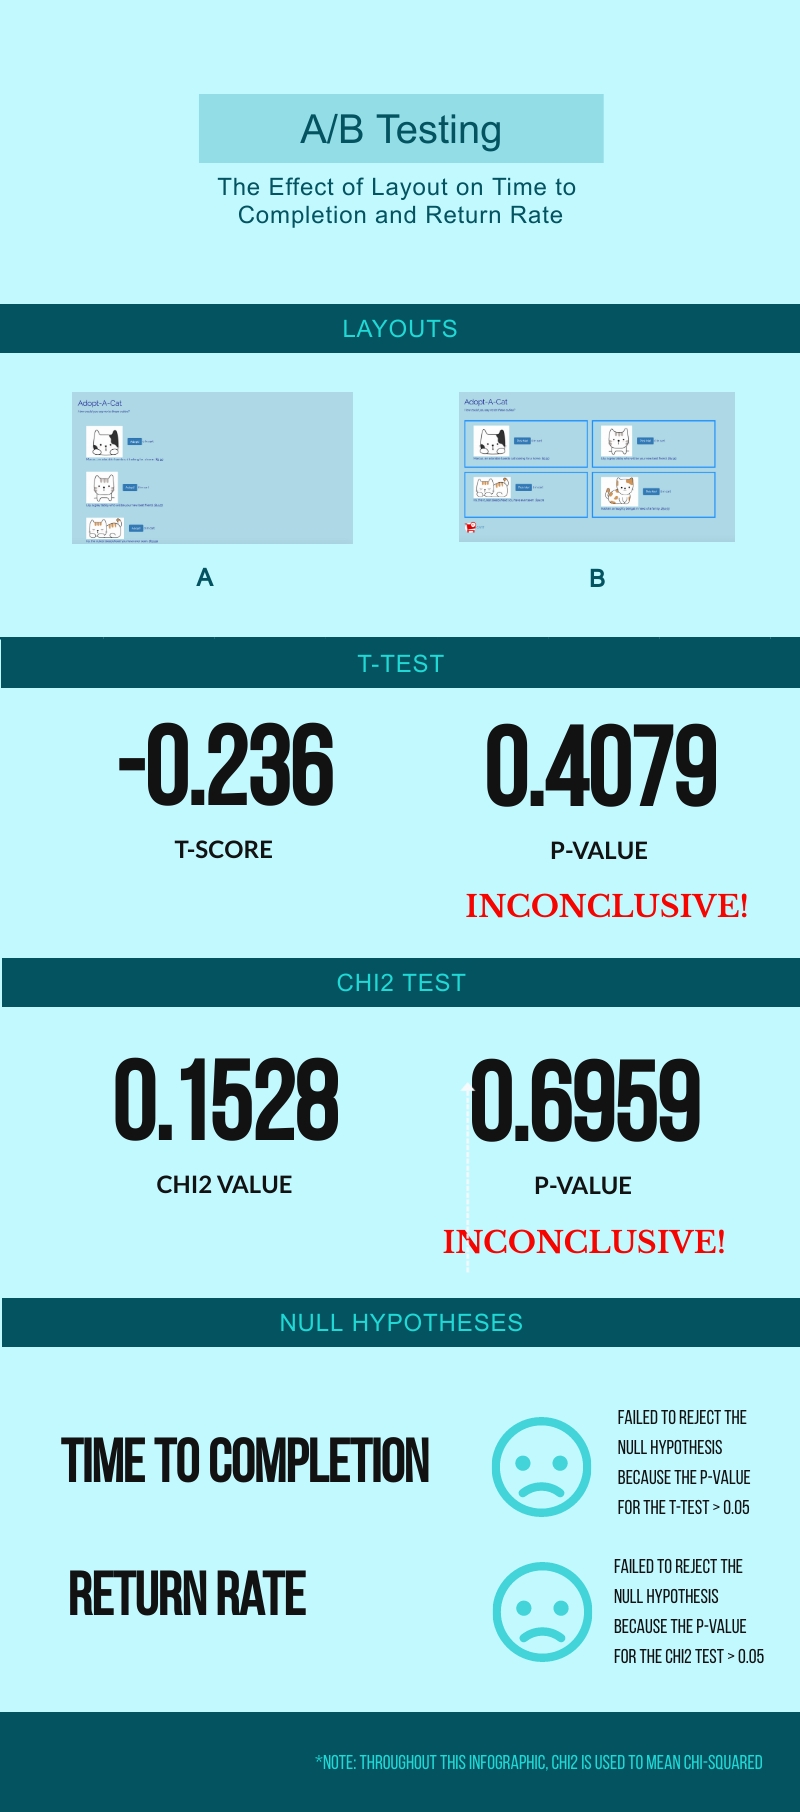 A/B Testing
The Effect of Layout on Time to
Completion and Return Rate
LAYOUTS
Adopt-A-Cat
Adopt-A-Cat
A
B
T-TEST
-0.236
0.4079
T-SCORE
P-VALUE
INCONCLUSIVE!
CHI2 TEST
0.1528
0.6959
CHI2 VALUE
P-VALUE
INCONCLUSIVE!
NULL HYPOTHESES
TIME TO COMPLETION
FAILED TO REJECT THE
NULL HYPOTHESIS
BECAUSE THE P-VALUE
FOR THE T-TEST > 0.05
RETURN RATE
FAILED TO REJECT THE
NULL HYPOTHESIS
BECAUSE THE P-VALUE
FOR THE CHI2 TEST > 0.05
*NOTE: THROUGHOUT THIS INFOGRAPHIC, CHI2 IS USED TO MEAN CHI-SQUARED